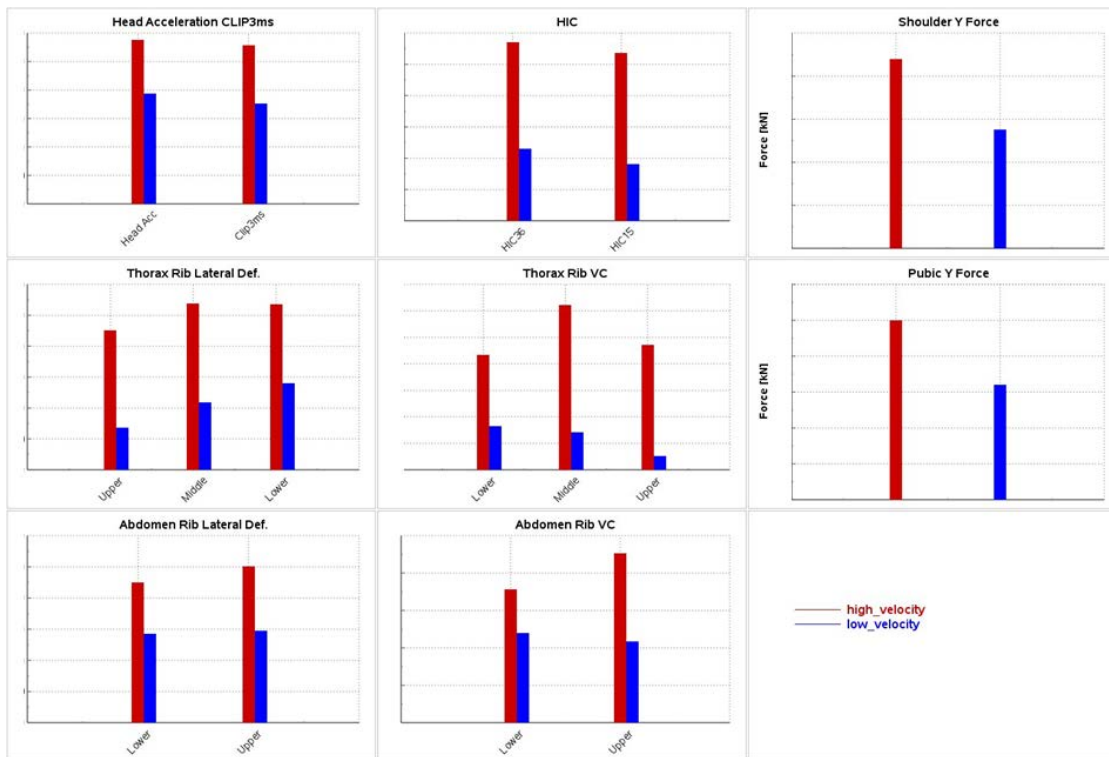 Head Acceleration CLIP3ms
Head Acc
Clip3ms
HIC
HIC36
HIC15
Shoulder Y Force
Force [kN]
Thorax Rib Lateral Def.
Upper
Middle
Lower
Thorax Rib VC
Lower
Middle
Upper
Pubic Y Force
Force [kN]
Abdomen Rib Lateral Def.
Lower
Upper
Abdomen Rib VC
Lower
Upper
high_velocity
low_velocity